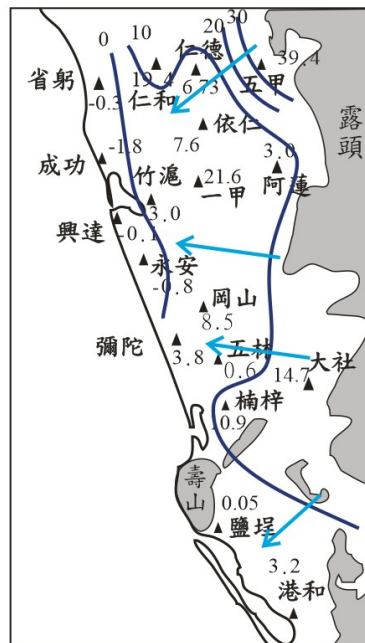 0
10
20
30
仁德
39.4
省躬
19.4
6.73
五甲
-0.3
仁和
依仁
露頭
7.6
-1.8
成功
竹滬
21.6
3.0
一甲
阿蓮
3.0
興達
-0.1
永安
-0.8
岡山
8.5
彌陀
五林
3.8
0.6
大社
14.7
楠梓
10.9
壽山
0.05
鹽埕
3.2
港和